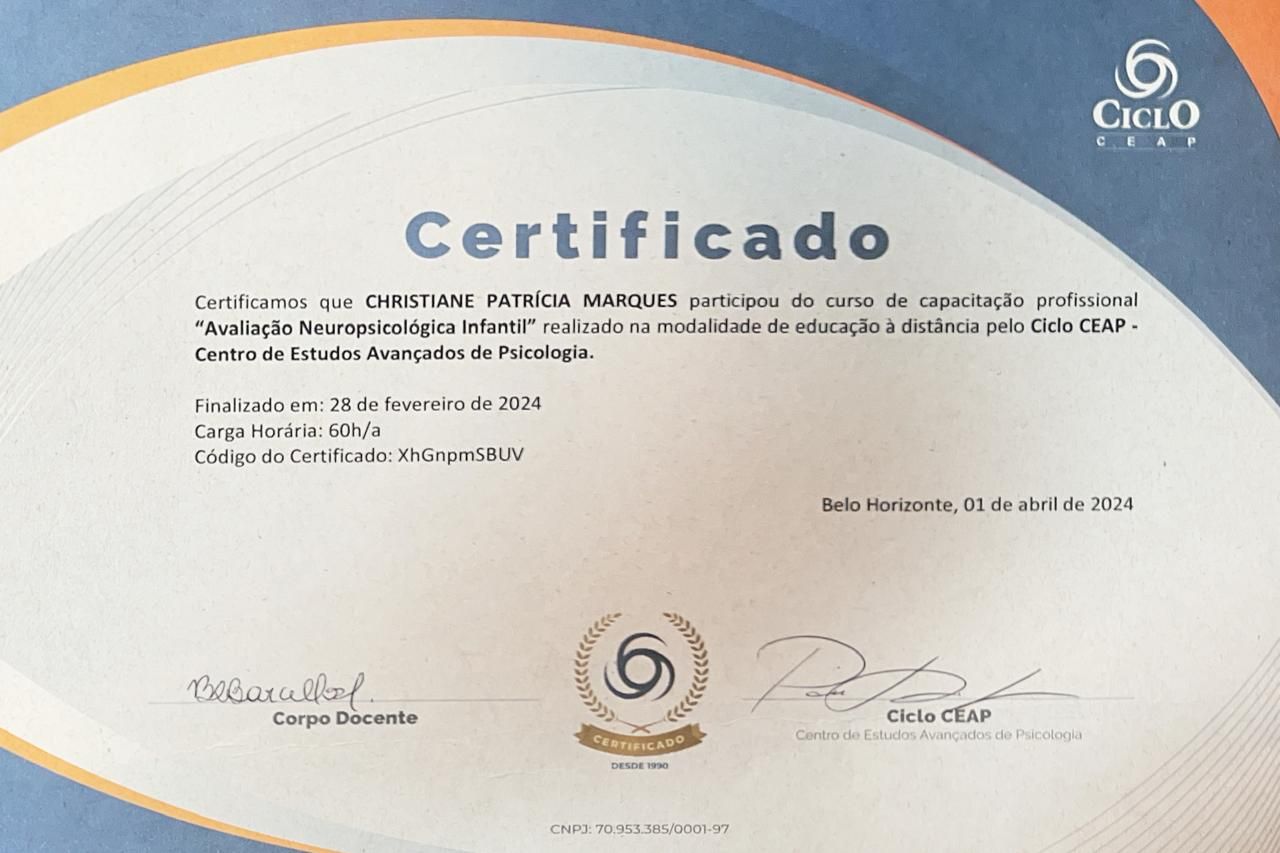 CICLO
CEAP
Certificado
Certificamos que CHRISTIANE PATRÍCIA MARQUES participou do curso de capacitação profissional
“Avaliação Neuropsicológica Infantil” realizado na modalidade de educação à distância pelo Ciclo CEAP -
Centro de Estudos Avançados de Psicologia.
Finalizado em: 28 de fevereiro de 2024
Carga Horária: 60h/a
Código do Certificado: XhGnpmSBUV
Belo Horizonte, 01 de abril de 2024
Corpo Docente
CERTIFICADO
DESDE 1990
Ciclo CEAP
Centro de Estudos Avançados de Psicologia
CNPJ: 70.953.385/0001-97